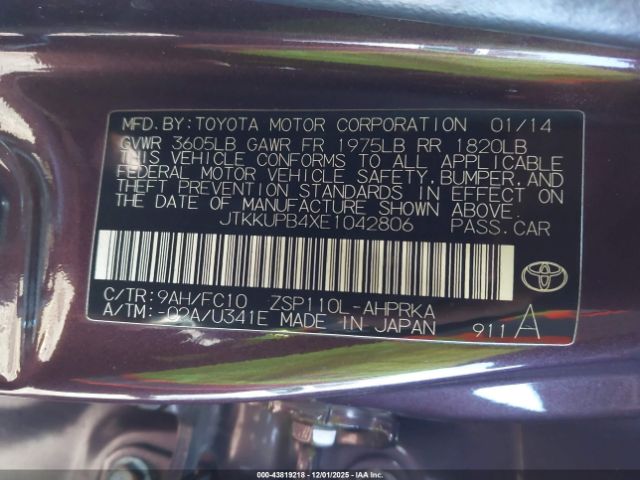 MFD. BY: TOYOTA MOTOR CORPORATION 01/14
GVWR 3605LB GAWR FR 1975LB RR 1820LB
THIS VEHICLE CONFORMS TO ALL APPLICABLE
FEDERAL MOTOR VEHICLE SAFETY, BUMPER, AND
THEFT PREVENTION STANDARDS IN EFFECT ON
THE DATE OF MANUFACTURE SHOWN ABOVE.
JTKKUPB4XE1042806 PASS.CAR
C/TR: 9AH/FC10 ZSP110L-AHPRKA
A/TM: -02A/U341E MADE IN JAPAN 911A
000-43819218 - 12/01/2025 - IAA